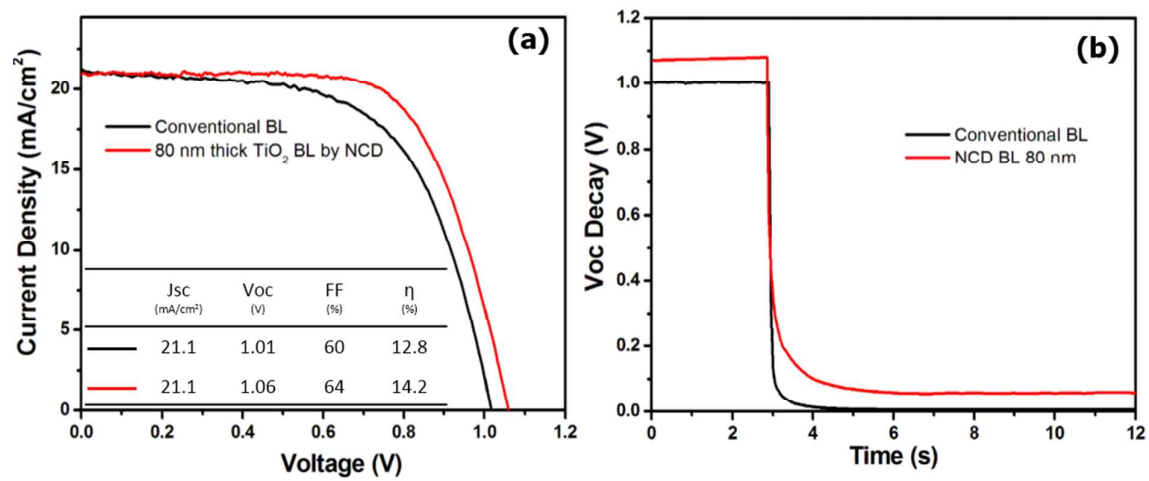 (a)
Current Density (mA/cm²)
20
15
10
5
0
Conventional BL
80 nm thick TiO₂ BL by NCD
Jsc Voc FF η
(mA/cm²) (V) (%) (%)
21.1 1.01 60 12.8
21.1 1.06 64 14.2
0.0 0.2 0.4 0.6 0.8 1.0 1.2
Voltage (V)
(b)
Voc Decay (V)
1.2
1.0
0.8
0.6
0.4
0.2
0.0
Conventional BL
NCD BL 80 nm
0 2 4 6 8 10 12
Time (s)